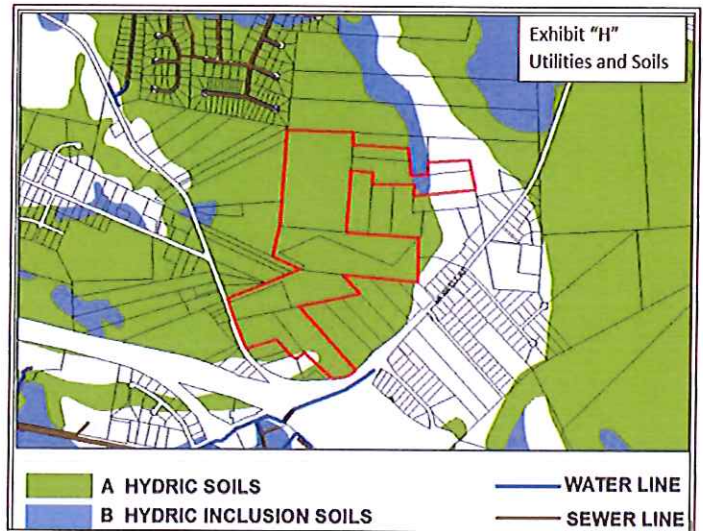 Exhibit "H"
Utilities and Soils
A HYDRIC SOILS
B HYDRIC INCLUSION SOILS
WATER LINE
SEWER LINE